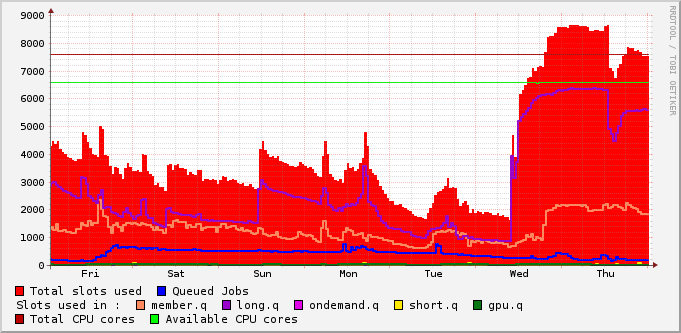 9000
8000
7000
6000
5000
4000
3000
2000
1000
0
Fri Sat Sun Mon Tue Wed Thu
RRDTOOL / TOBI OETIKER
Total slots used Queued Jobs
Slots used in : member.q long.q ondemand.q short.q gpu.q
Total CPU cores Available CPU cores